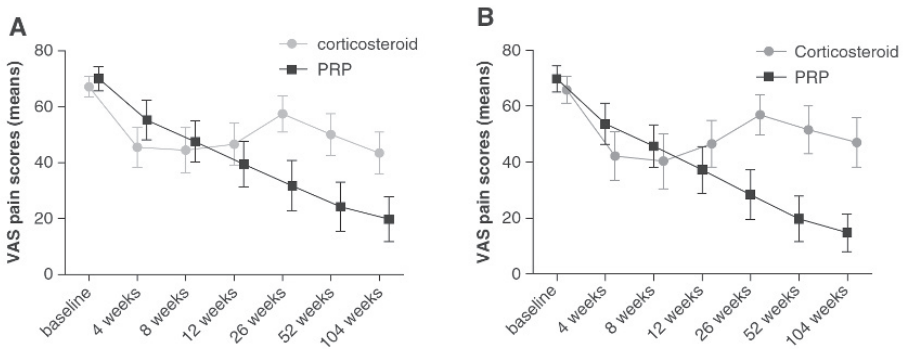 A
corticosteroid
PRP
VAS pain scores (means)
80
60
40
20
0
baseline
4 weeks
8 weeks
12 weeks
26 weeks
52 weeks
104 weeks
B
Corticosteroid
PRP
VAS pain scores (means)
80
60
40
20
0
baseline
4 weeks
8 weeks
12 weeks
26 weeks
52 weeks
104 weeks